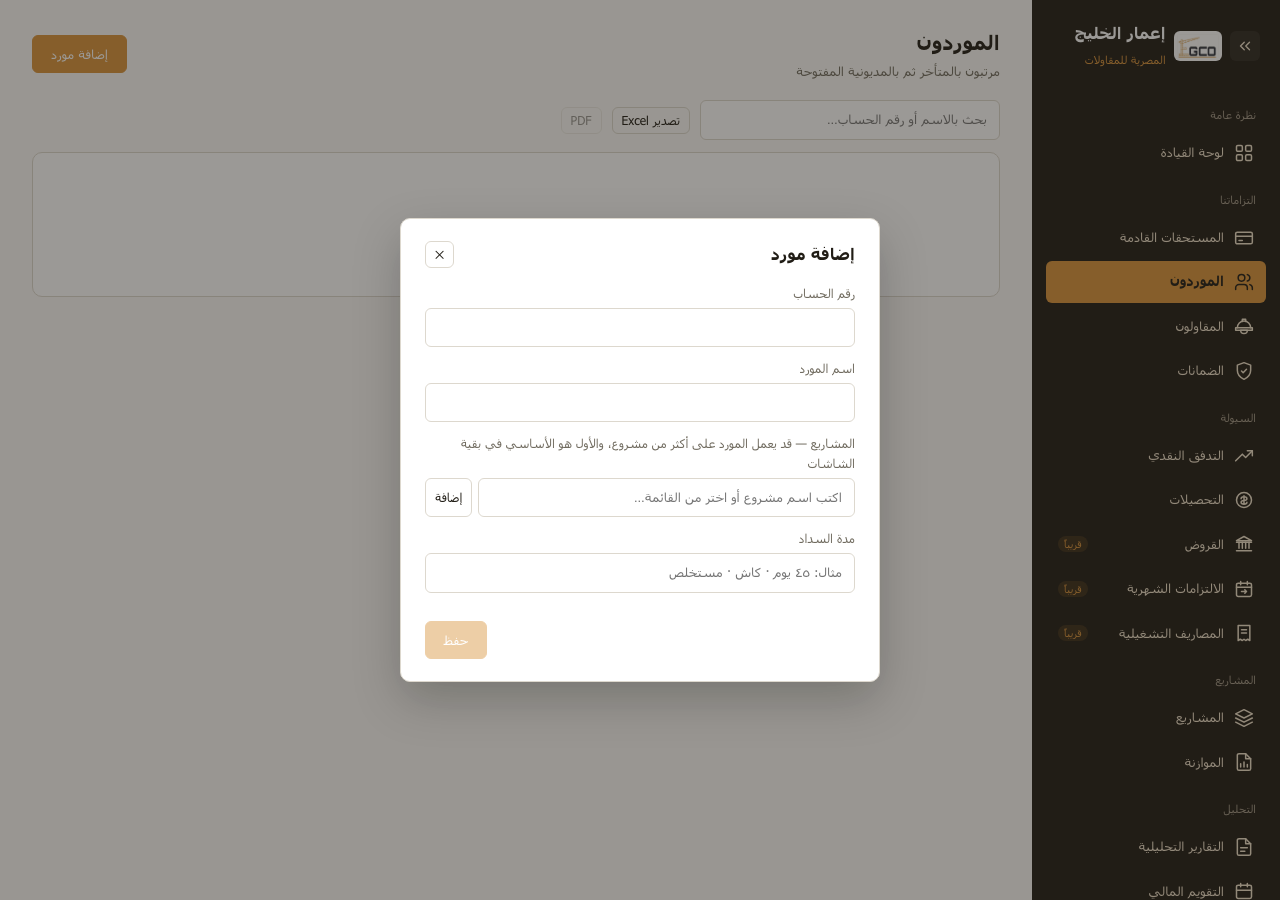 إعمار الخليج
المصرية للمقاولات
GCO
نظرة عامة
لوحة القيادة
التزاماتنا
المستحقات القادمة
الموردون
المقاولون
الضمانات
السيولة
التدفق النقدي
التحصيلات
القروض
قريباً
الالتزامات الشهرية
قريباً
المصاريف التشغيلية
قريباً
المشاريع
المشاريع
الموازنة
التحليل
التقارير التحليلية
التقويم المالي
الموردون
مرتبون بالمتأخر ثم بالمديونية المفتوحة
إضافة مورد
بحث بالاسم أو رقم الحساب...
تصدير Excel
PDF
إضافة مورد
رقم الحساب
اسم المورد
المشاريع — قد يعمل المورد على أكثر من مشروع، والأول هو الأساسي في بقية
الشاشات
اكتب اسم مشروع أو اختر من القائمة...
إضافة
مدة السداد
مثال: ٤٥ يوم · كاش · مستخلص
حفظ